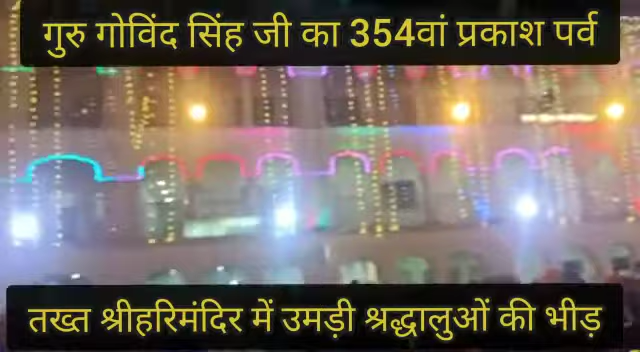 गुरु गोविंद सिंह जी का 354वां प्रकाश पर्व
तख्त श्रीहरिमंदिर में उमड़ी श्रद्धालुओं की भीड़